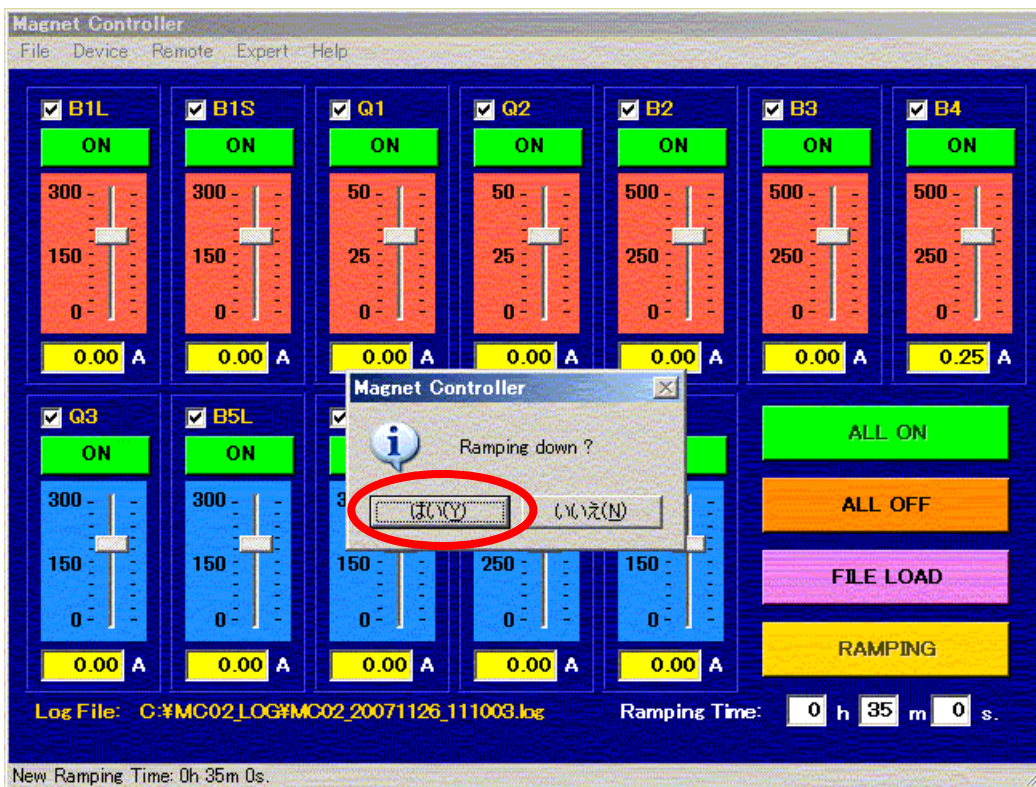 Magnet Controller
File Device Remote Expert Help
B1L B1S Q1 Q2 B2 B3 B4
ON ON ON ON ON ON ON
300 300 50 50 500 500 500
150 150 25 25 250 250 250
0 0 0 0 0 0 0
0.00 A 0.00 A 0.00 A 0.00 A 0.00 A 0.00 A 0.25 A
Magnet Controller
Ramping down ?
はい(Y) いいえ(N)
Q3 B5L
ON ON
300 300 3
150 150 150 250 150
0 0 0 0 0
0.00 A 0.00 A 0.00 A 0.00 A 0.00 A
ALL ON
ALL OFF
FILE LOAD
RAMPING
Log File: C:¥MC02_LOG¥MC02_20071126_111003.log Ramping Time: 0 h 35 m 0 s.
New Ramping Time: 0h 35m 0s.